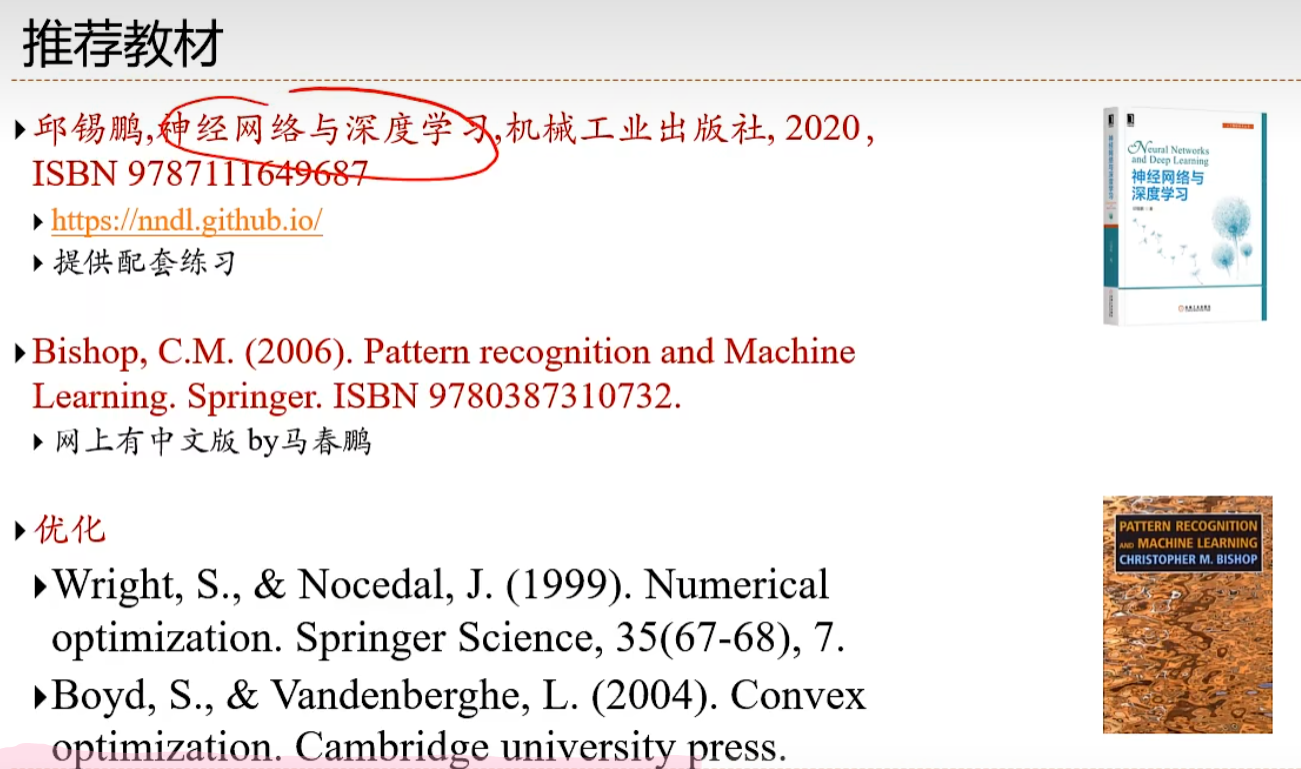 推荐教材
邱锡鹏,神经网络与深度学习,机械工业出版社, 2020,
ISBN 9787111649687
https://nndl.github.io/
提供配套练习
Neural Networks
and Deep Learning
神经网络与
深度学习
Bishop, C.M. (2006). Pattern recognition and Machine
Learning. Springer. ISBN 9780387310732.
网上有中文版 by马春鹏
优化
Wright, S., & Nocedal, J. (1999). Numerical
optimization. Springer Science, 35(67-68), 7.
Boyd, S., & Vandenberghe, L. (2004). Convex
optimization. Cambridge university press.
PATTERN RECOGNITION
AND MACHINE LEARNING
CHRISTOPHER M. BISHOP